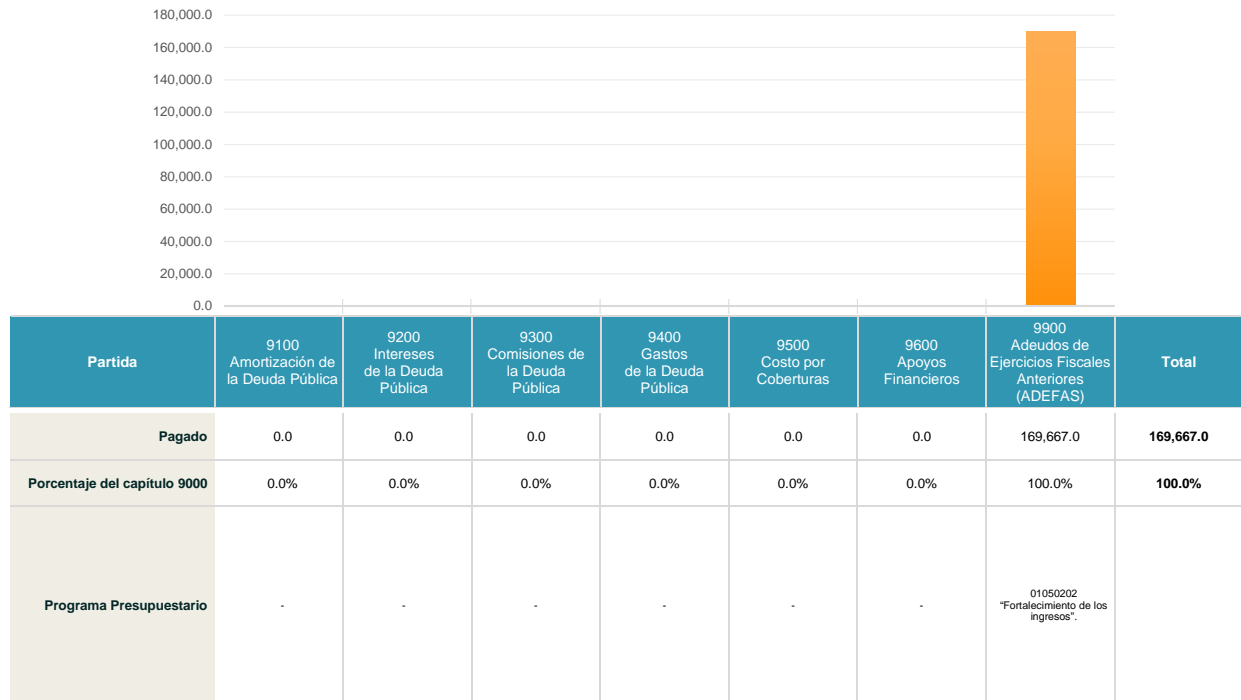 180,000.0
160,000.0
140,000.0
120,000.0
100,000.0
80,000.0
60,000.0
40,000.0
20,000.0
0.0
Partida
9100
Amortización de
la Deuda Pública
9200
Intereses
de la Deuda
Pública
9300
Comisiones de
la Deuda
Pública
9400
Gastos
de la Deuda
Pública
9500
Costo por
Coberturas
9600
Apoyos
Financieros
9900
Adeudos de
Ejercicios Fiscales
Anteriores
(ADEFAS)
Total
Pagado 0.0 0.0 0.0 0.0 0.0 0.0 169,667.0 169,667.0
Porcentaje del capítulo 9000 0.0% 0.0% 0.0% 0.0% 0.0% 0.0% 100.0% 100.0%
Programa Presupuestario - - - - - -
01050202
“Fortalecimiento de los
ingresos”.